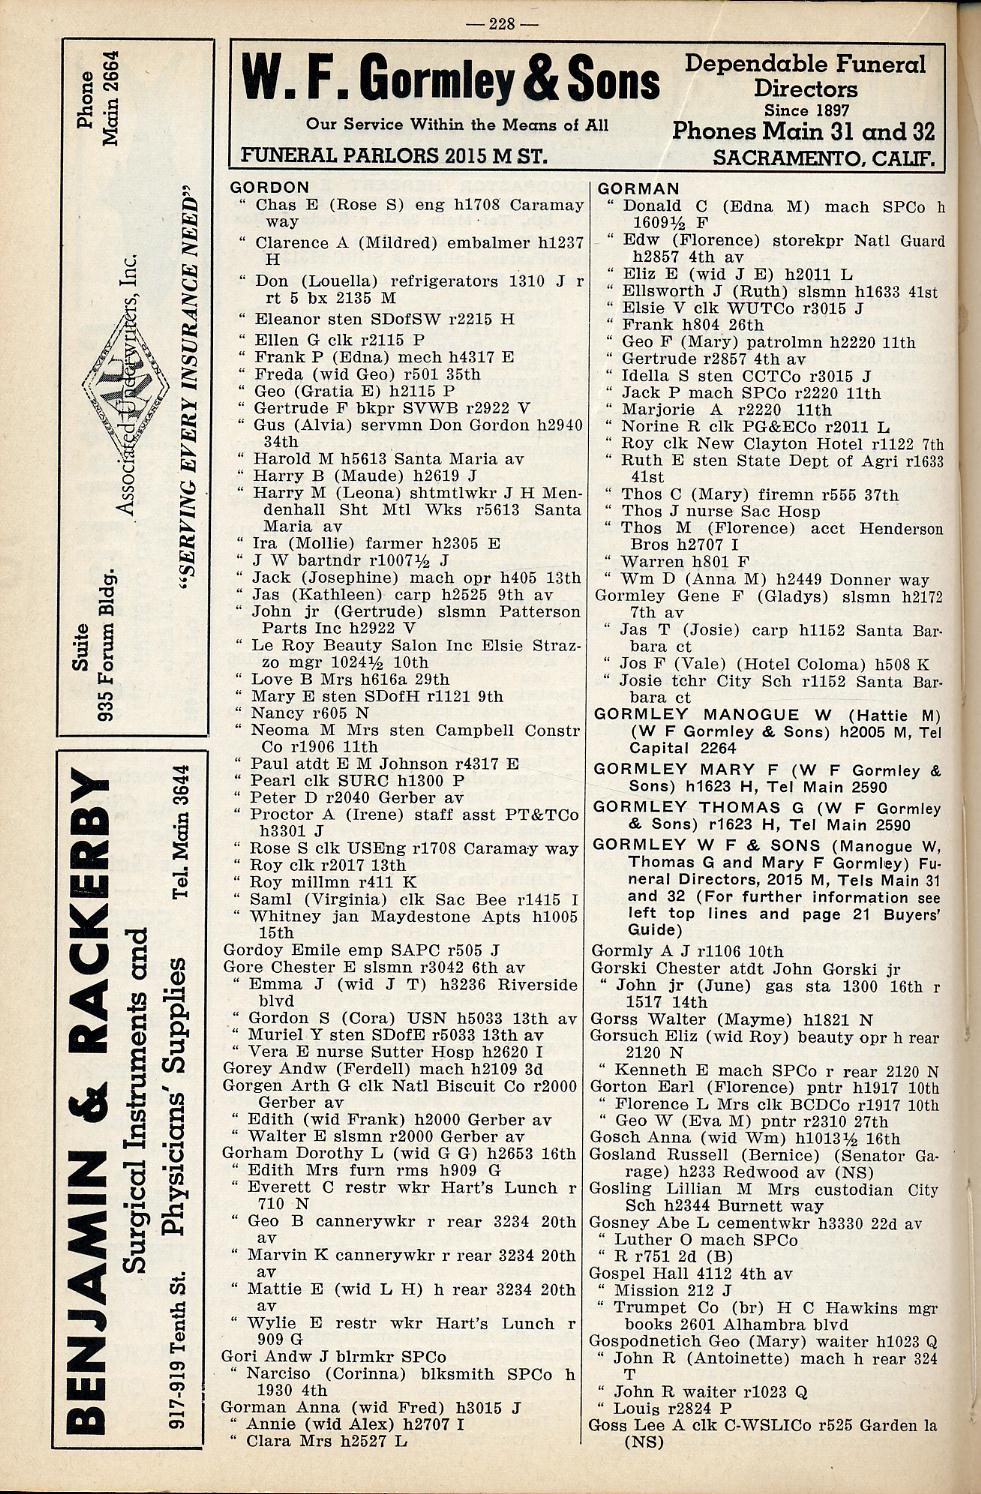 — 228 —
W. F. Gormley & Sons
Our Service Within the Means of All
FUNERAL PARLORS 2015 M ST.
Dependable Funeral
Directors
Since 1897
Phones Main 31 and 32
SACRAMENTO, CALIF.
Suite
935 Forum Bldg.
Phone
Main 2664
Associated Underwriters, Inc.
"SERVING EVERY INSURANCE NEED"
BENJAMIN & RACKERBY
Surgical Instruments and
Physicians' Supplies
917-919 Tenth St.
Tel. Main 3644
GORDON
" Chas E (Rose S) eng h1708 Caramay
way
" Clarence A (Mildred) embalmer h1237
H
" Don (Louella) refrigerators 1310 J r
rt 5 bx 2135 M
" Eleanor sten SDofSW r2215 H
" Ellen G clk r2115 P
" Frank P (Edna) mech h4317 E
" Freda (wid Geo) r501 35th
" Geo (Gratia E) h2115 P
" Gertrude F bkpr SVWB r2922 V
" Gus (Alvia) servmn Don Gordon h2940
34th
" Harold M h5613 Santa Maria av
" Harry B (Maude) h2619 J
" Harry M (Leona) shtmtlwkr J H Men-
denhall Sht Mtl Wks r5613 Santa
Maria av
" Ira (Mollie) farmer h2305 E
" J W bartndr r1007½ J
" Jack (Josephine) mach opr h405 13th
" Jas (Kathleen) carp h2525 9th av
" John jr (Gertrude) slsmn Patterson
Parts Inc h2922 V
" Le Roy Beauty Salon Inc Elsie Straz-
zo mgr 1024½ 10th
" Love B Mrs h616a 29th
" Mary E sten SDofH r1121 9th
" Nancy r605 N
" Neoma M Mrs sten Campbell Constr
Co r1906 11th
" Paul atdt E M Johnson r4317 E
" Pearl clk SURC h1300 P
" Peter D r2040 Gerber av
" Proctor A (Irene) staff asst PT&TCo
h3301 J
" Rose S clk USEng r1708 Caramay way
" Roy clk r2017 13th
" Roy millmn r411 K
" Saml (Virginia) clk Sac Bee r1415 I
" Whitney jan Maydestone Apts h1005
15th
Gordoy Emile emp SAPC r505 J
Gore Chester E slsmn r3042 6th av
" Emma J (wid J T) h3236 Riverside
blvd
" Gordon S (Cora) USN h5033 13th av
" Muriel Y sten SDofE r5033 13th av
" Vera E nurse Sutter Hosp h2620 I
Gorey Andw (Ferdell) mach h2109 3d
Gorgen Arth G clk Natl Biscuit Co r2000
Gerber av
" Edith (wid Frank) h2000 Gerber av
" Walter E slsmn r2000 Gerber av
Gorham Dorothy L (wid G G) h2653 16th
" Edith Mrs furn rms h909 G
" Everett C restr wkr Hart's Lunch r
710 N
" Geo B cannerywkr r rear 3234 20th
av
" Marvin K cannerywkr r rear 3234 20th
av
" Mattie E (wid L H) h rear 3234 20th
av
" Wylie E restr wkr Hart's Lunch r
909 G
Gori Andw J blrmkr SPCo
" Narciso (Corinna) blksmith SPCo h
1930 4th
Gorman Anna (wid Fred) h3015 J
" Annie (wid Alex) h2707 I
" Clara Mrs h2527 L
GORMAN
" Donald C (Edna M) mach SPCo h
1609½ F
" Edw (Florence) storekpr Natl Guard
h2857 4th av
" Eliz E (wid J E) h2011 L
" Ellsworth J (Ruth) slsmn h1633 41st
" Elsie V clk WUTCo r3015 J
" Frank h804 26th
" Geo F (Mary) patrolmn h2220 11th
" Gertrude r2857 4th av
" Idella S sten CCTCo r3015 J
" Jack P mach SPCo r2220 11th
" Marjorie A r2220 11th
" Norine R clk PG&ECo r2011 L
" Roy clk New Clayton Hotel r1122 7th
" Ruth E sten State Dept of Agri r1633
41st
" Thos C (Mary) firemn r555 37th
" Thos J nurse Sac Hosp
" Thos M (Florence) acct Henderson
Bros h2707 I
" Warren h801 F
" Wm D (Anna M) h2449 Donner way
Gormley Gene F (Gladys) slsmn h2172
7th av
" Jas T (Josie) carp h1152 Santa Bar-
bara ct
" Jos F (Vale) (Hotel Coloma) h508 K
" Josie tchr City Sch r1152 Santa Bar-
bara ct
GORMLEY MANOGUE W (Hattie M)
(W F Gormley & Sons) h2005 M, Tel
Capital 2264
GORMLEY MARY F (W F Gormley &
Sons) h1623 H, Tel Main 2590
GORMLEY THOMAS G (W F Gormley
& Sons) r1623 H, Tel Main 2590
GORMLEY W F & SONS (Manogue W,
Thomas G and Mary F Gormley) Fu-
neral Directors, 2015 M, Tels Main 31
and 32 (For further information see
left top lines and page 21 Buyers'
Guide)
Gormly A J r1106 10th
Gorski Chester atdt John Gorski jr
" John jr (June) gas sta 1300 16th r
1517 14th
Gorss Walter (Mayme) h1821 N
Gorsuch Eliz (wid Roy) beauty opr h rear
2120 N
" Kenneth E mach SPCo r rear 2120 N
Gorton Earl (Florence) pntr h1917 10th
" Florence L Mrs clk BCDCo r1917 10th
" Geo W (Eva M) pntr r2310 27th
Gosch Anna (wid Wm) h1013½ 16th
Gosland Russell (Bernice) (Senator Ga-
rage) h233 Redwood av (NS)
Gosling Lillian M Mrs custodian City
Sch h2344 Burnett way
Gosney Abe L cementwkr h3330 22d av
" Luther O mach SPCo
" R r751 2d (B)
Gospel Hall 4112 4th av
" Mission 212 J
" Trumpet Co (br) H C Hawkins mgr
books 2601 Alhambra blvd
Gospodnetich Geo (Mary) waiter h1023 Q
" John R (Antoinette) mach h rear 324
T
" John R waiter r1023 Q
" Louis r2824 P
Goss Lee A clk C-WSLICo r525 Garden la
(NS)